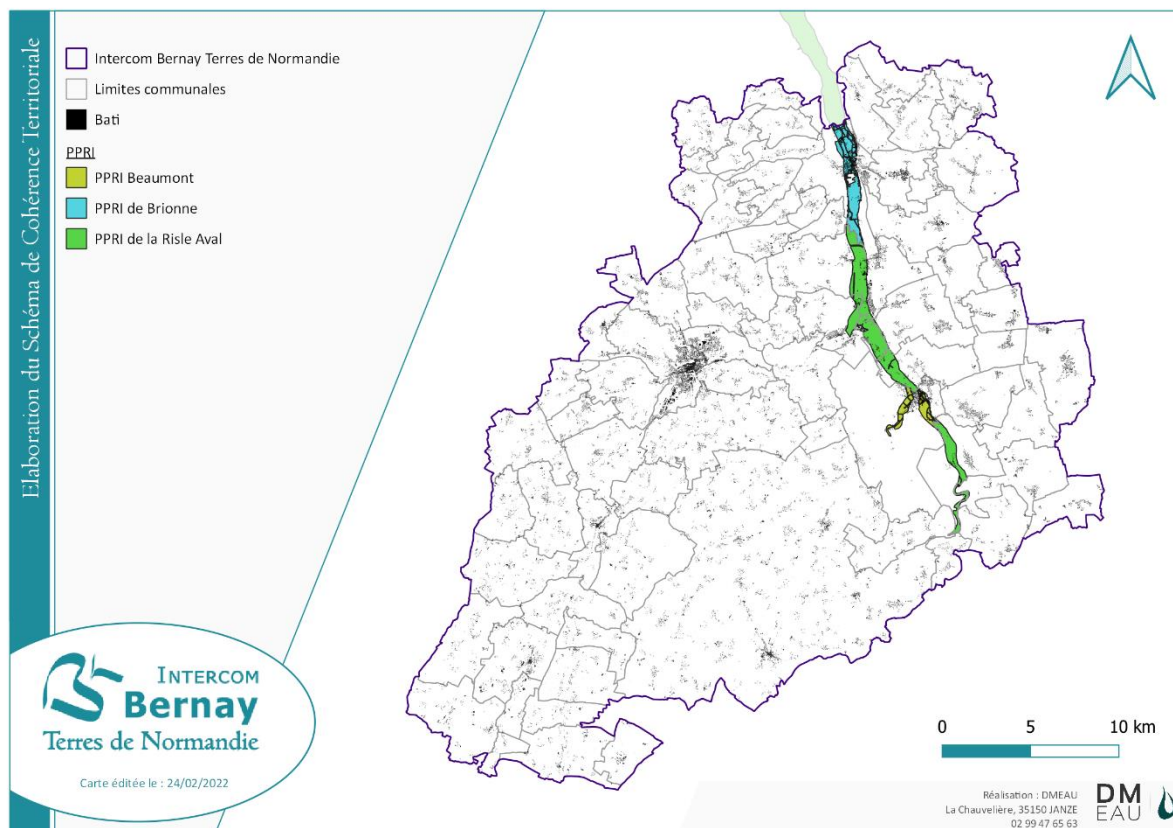 Elaboration du Schéma de Cohérence Territoriale
Intercom Bernay Terres de Normandie
Limites communales
Bati
PPRI
PPRI Beaumont
PPRI de Brionne
PPRI de la Risle Aval
INTERCOM
Bernay
Terres de Normandie
Carte éditée le : 24/02/2022
0 5 10 km
Réalisation : DMEAU
La Chauvelière, 35150 JANZE
02 99 47 65 63
DM
EAU